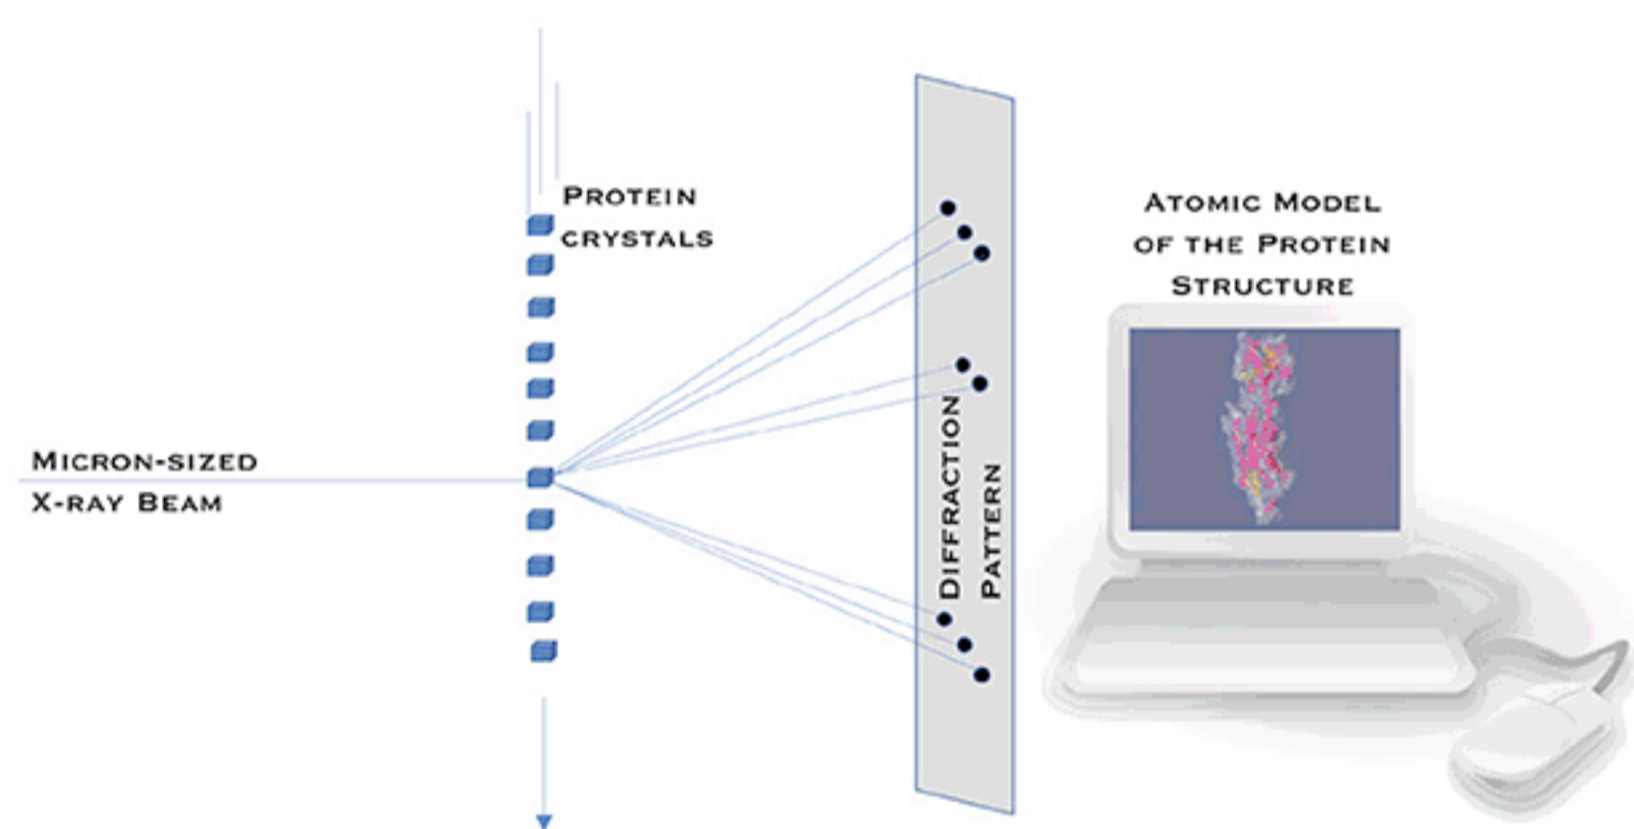 PROTEIN
CRYSTALS
MICRON-SIZED
X-RAY BEAM
DIFFRACTION
PATTERN
ATOMIC MODEL
OF THE PROTEIN
STRUCTURE